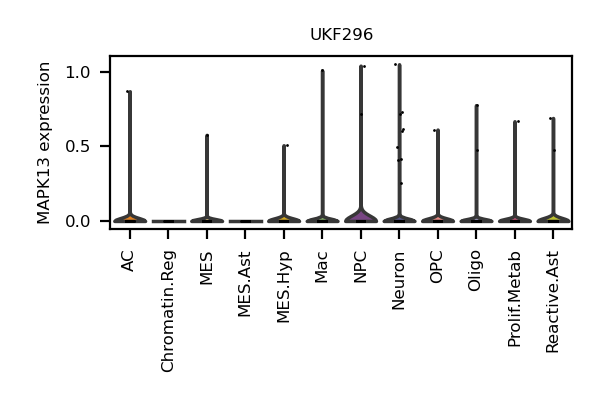 UKF296
MAPK13 expression
1.0
0.5
0.0
AC
Chromatin.Reg
MES
MES.Ast
MES.Hyp
Mac
NPC
Neuron
OPC
Oligo
Prolif.Metab
Reactive.Ast